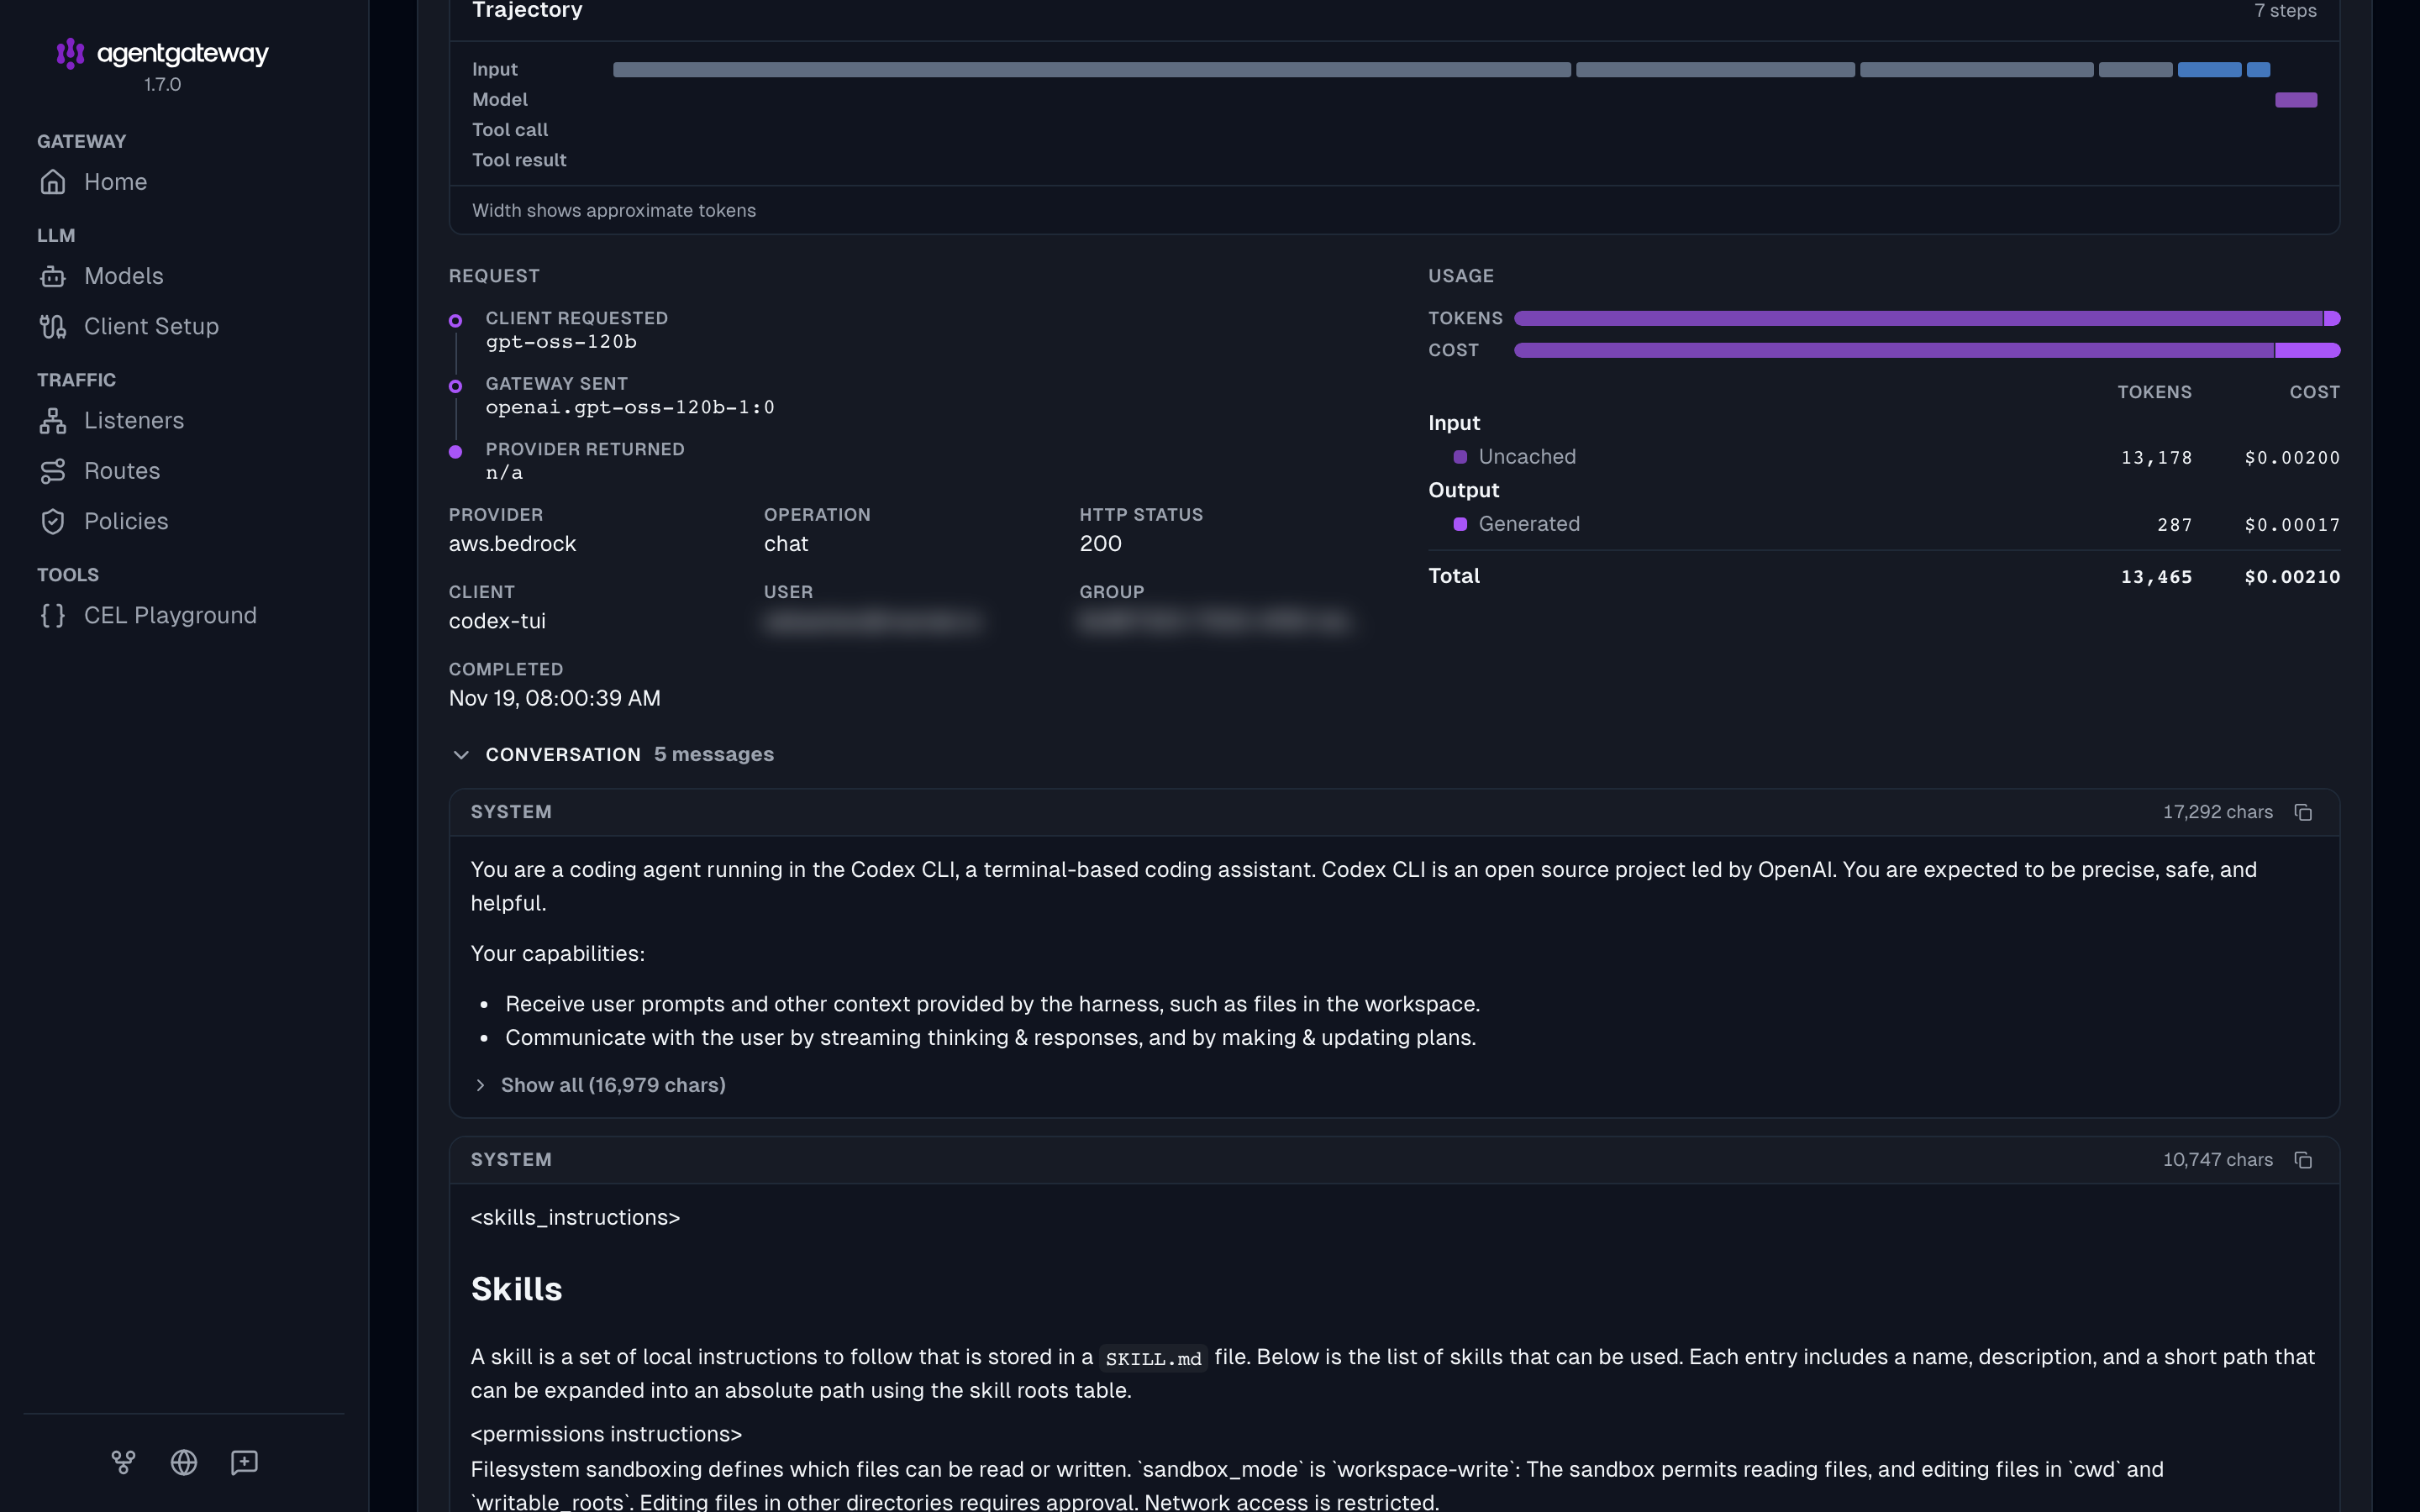 agentgateway
1.7.0
GATEWAY
Home
LLM
Models
Client Setup
TRAFFIC
Listeners
Routes
Policies
TOOLS
CEL Playground
Trajectory
7 steps
Input
Model
Tool call
Tool result
Width shows approximate tokens
REQUEST
CLIENT REQUESTED
gpt-oss-120b
GATEWAY SENT
openai.gpt-oss-120b-1:0
PROVIDER RETURNED
n/a
PROVIDER
aws.bedrock
OPERATION
chat
HTTP STATUS
200
CLIENT
codex-tui
USER
GROUP
COMPLETED
Nov 19, 08:00:39 AM
USAGE
TOKENS
COST
TOKENS COST
Input
Uncached 13,178 $0.00200
Output
Generated 287 $0.00017
Total 13,465 $0.00210
CONVERSATION 5 messages
SYSTEM 17,292 chars
You are a coding agent running in the Codex CLI, a terminal-based coding assistant. Codex CLI is an open source project led by OpenAI. You are expected to be precise, safe, and
helpful.
Your capabilities:
• Receive user prompts and other context provided by the harness, such as files in the workspace.
• Communicate with the user by streaming thinking & responses, and by making & updating plans.
Show all (16,979 chars)
SYSTEM 10,747 chars
<skills_instructions>
Skills
A skill is a set of local instructions to follow that is stored in a SKILL.md file. Below is the list of skills that can be used. Each entry includes a name, description, and a short path that
can be expanded into an absolute path using the skill roots table.
<permissions instructions>
Filesystem sandboxing defines which files can be read or written. `sandbox_mode` is `workspace-write`: The sandbox permits reading files, and editing files in `cwd` and
`writable_roots`. Editing files in other directories requires approval. Network access is restricted.